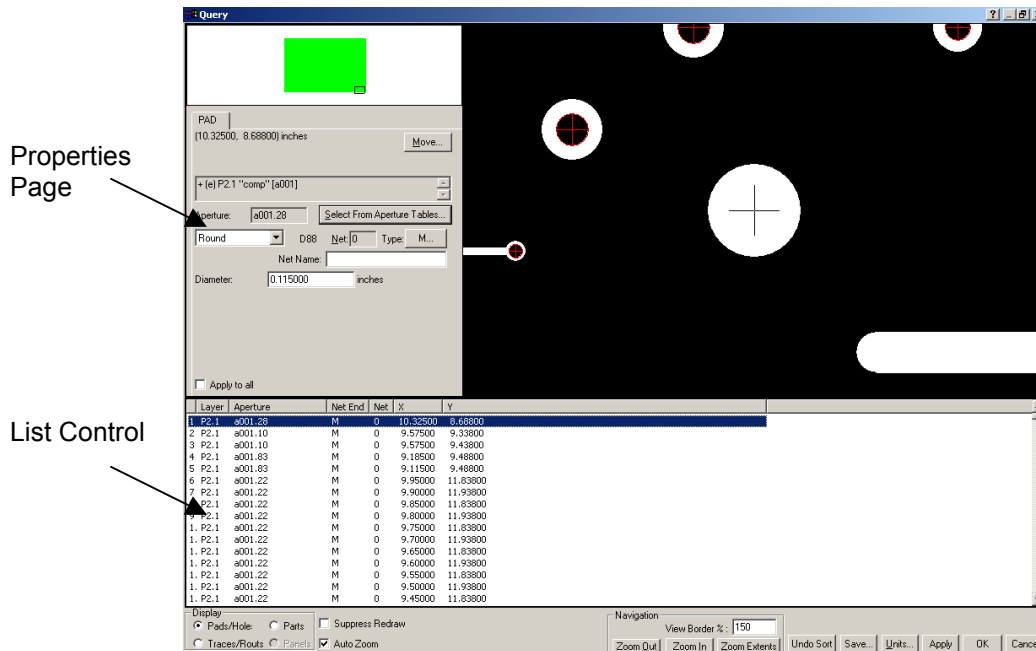 Query
PAD
(10.32500, 8.68800) inches
Move...
+ (e) P2.1 "comp" [a001]
Properties
Page
Aperture: a001.28 Select From Aperture Tables...
Round D88 Net: 0 Type: M...
Net Name:
Diameter: 0.115000 inches
Apply to all
List Control
Layer Aperture Net End Net X Y
1 P2.1 a001.28 M 0 10.32500 8.68800
2 P2.1 a001.10 M 0 9.57500 9.33800
3 P2.1 a001.10 M 0 9.57500 9.43800
4 P2.1 a001.83 M 0 9.18500 9.48800
5 P2.1 a001.83 M 0 9.11500 9.48800
6 P2.1 a001.22 M 0 9.95000 11.83800
7 P2.1 a001.22 M 0 9.90000 11.93800
P2.1 a001.22 M 0 9.85000 11.83800
9 P2.1 a001.22 M 0 9.80000 11.93800
1. P2.1 a001.22 M 0 9.75000 11.83800
1. P2.1 a001.22 M 0 9.70000 11.93800
1. P2.1 a001.22 M 0 9.65000 11.83800
1. P2.1 a001.22 M 0 9.60000 11.93800
1. P2.1 a001.22 M 0 9.55000 11.83800
1. P2.1 a001.22 M 0 9.50000 11.93800
1. P2.1 a001.22 M 0 9.45000 11.83800
Display
Pads/Hole: Parts Suppress Redraw
Traces/Routs Panels Auto Zoom
Navigation
View Border %: 150
Zoom Out Zoom In Zoom Extents Undo Sort Save... Units... Apply OK Cance